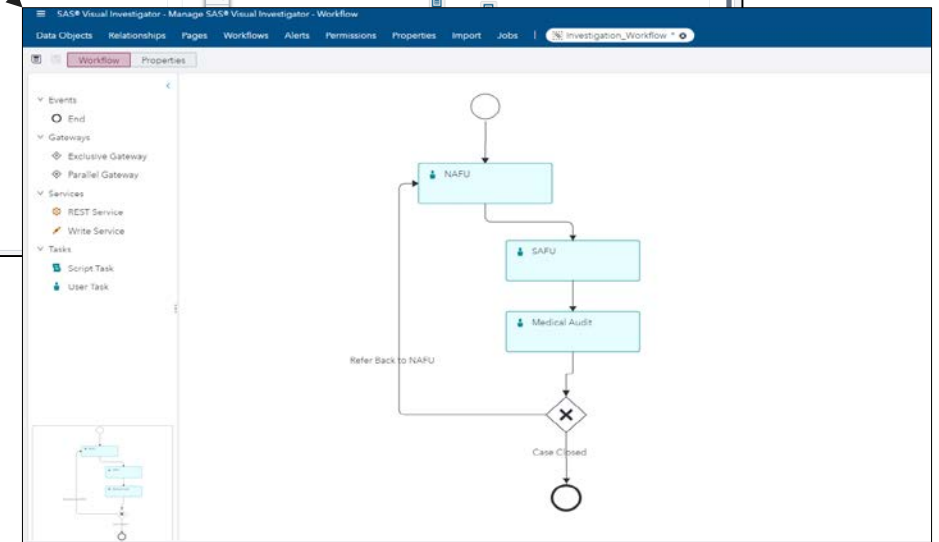 SAS® Visual Investigator - Manage SAS® Visual Investigator - Workflow
Data Objects Relationships Pages Workflows Alerts Permissions Properties Import Jobs | Investigation_Workflow *
Workflow Properties
Events
End
Gateways
Exclusive Gateway
Parallel Gateway
Services
REST Service
Write Service
Tasks
Script Task
User Task
NAFU
SAFU
Medical Audit
Refer Back to NAFU
Case Closed